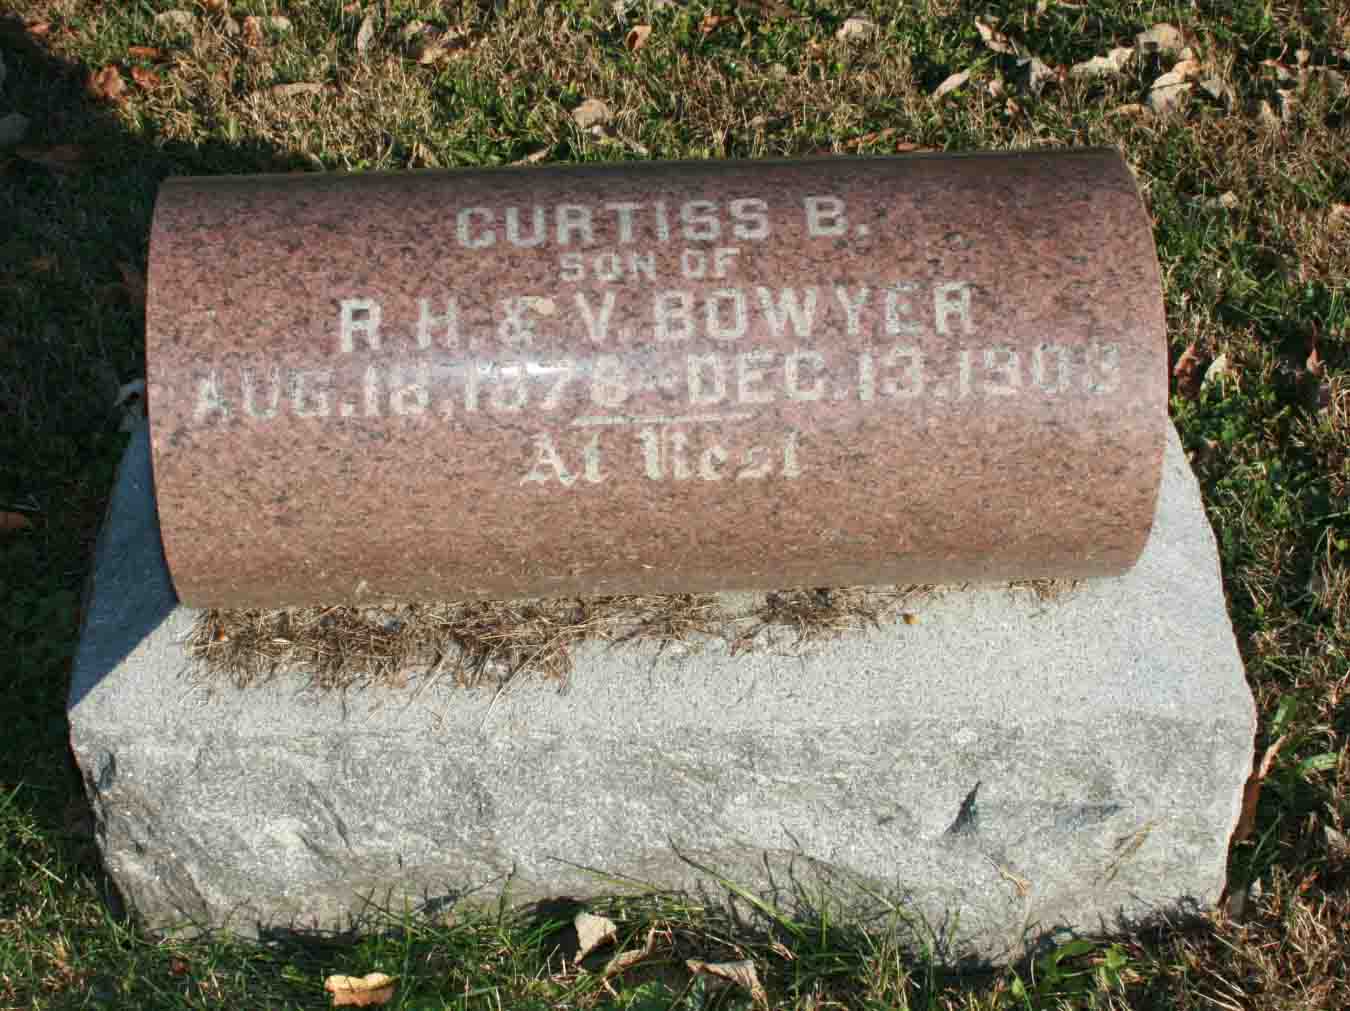 CURTISS B.
SON OF
R. H. & V. BOWYER
AUG. 18, 1878 - DEC. 13, 1903
At Rest